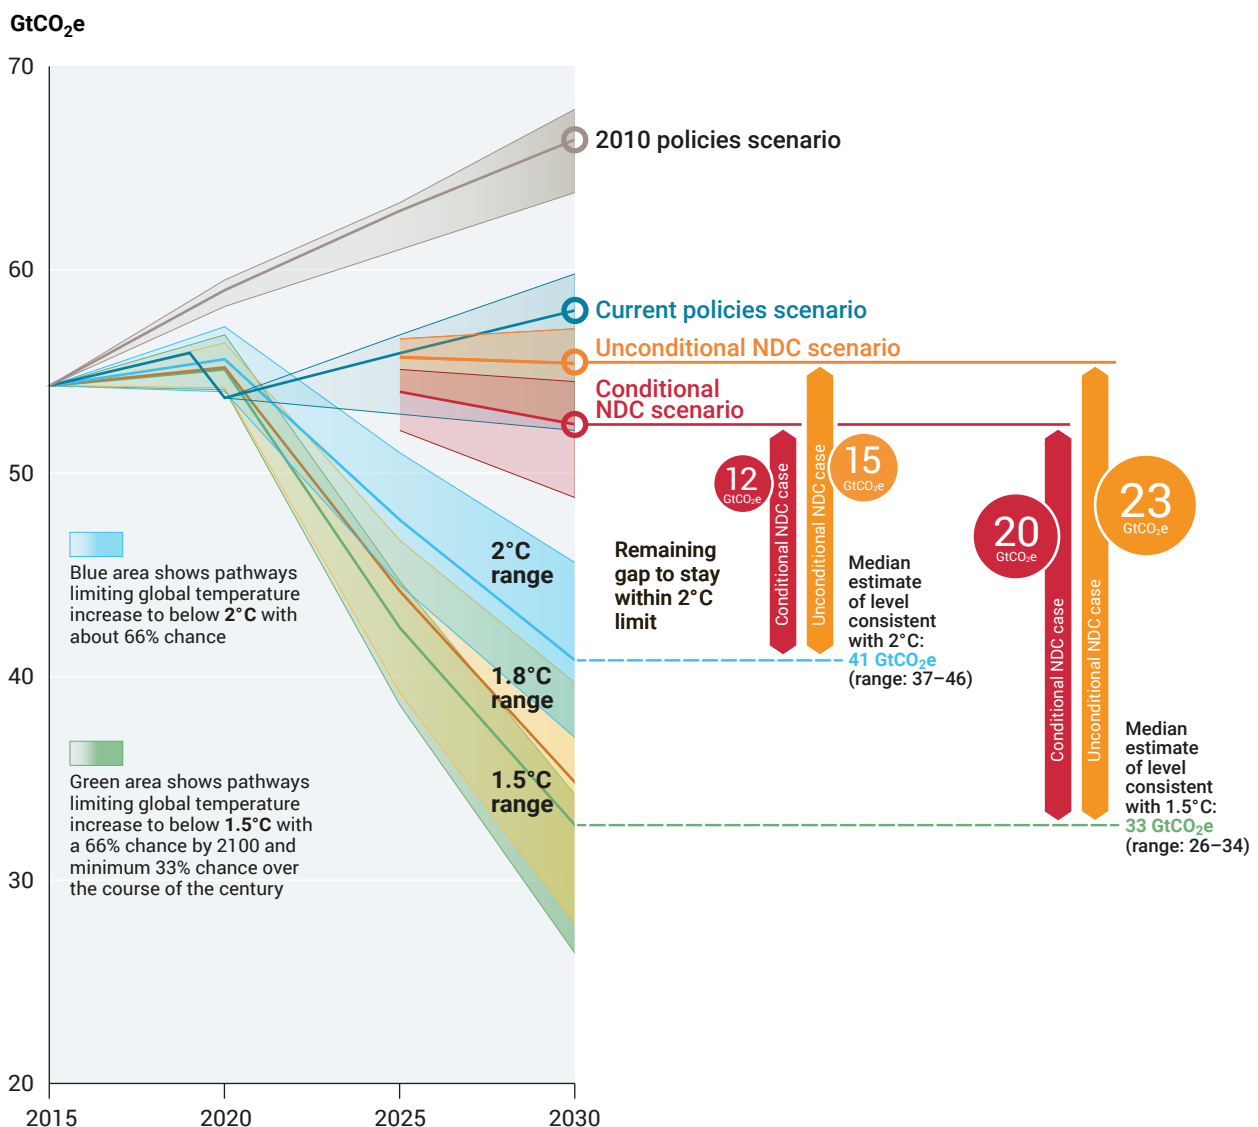 GtCO₂e
70
60
50
40
30
20
2015
2020
2025
2030
2010 policies scenario
Current policies scenario
Unconditional NDC scenario
Conditional
NDC scenario
2°C
range
1.8°C
range
1.5°C
range
Blue area shows pathways
limiting global temperature
increase to below 2°C with
about 66% chance
Green area shows pathways
limiting global temperature
increase to below 1.5°C with
a 66% chance by 2100 and
minimum 33% chance over
the course of the century
Remaining
gap to stay
within 2°C
limit
12
GtCO₂e
Conditional NDC case
Unconditional NDC case
15
GtCO₂e
Median
estimate
of level
consistent
with 2°C:
41 GtCO₂e
(range: 37–46)
20
GtCO₂e
Conditional NDC case
Unconditional NDC case
23
GtCO₂e
Median
estimate
of level
consistent
with 1.5°C:
33 GtCO₂e
(range: 26–34)